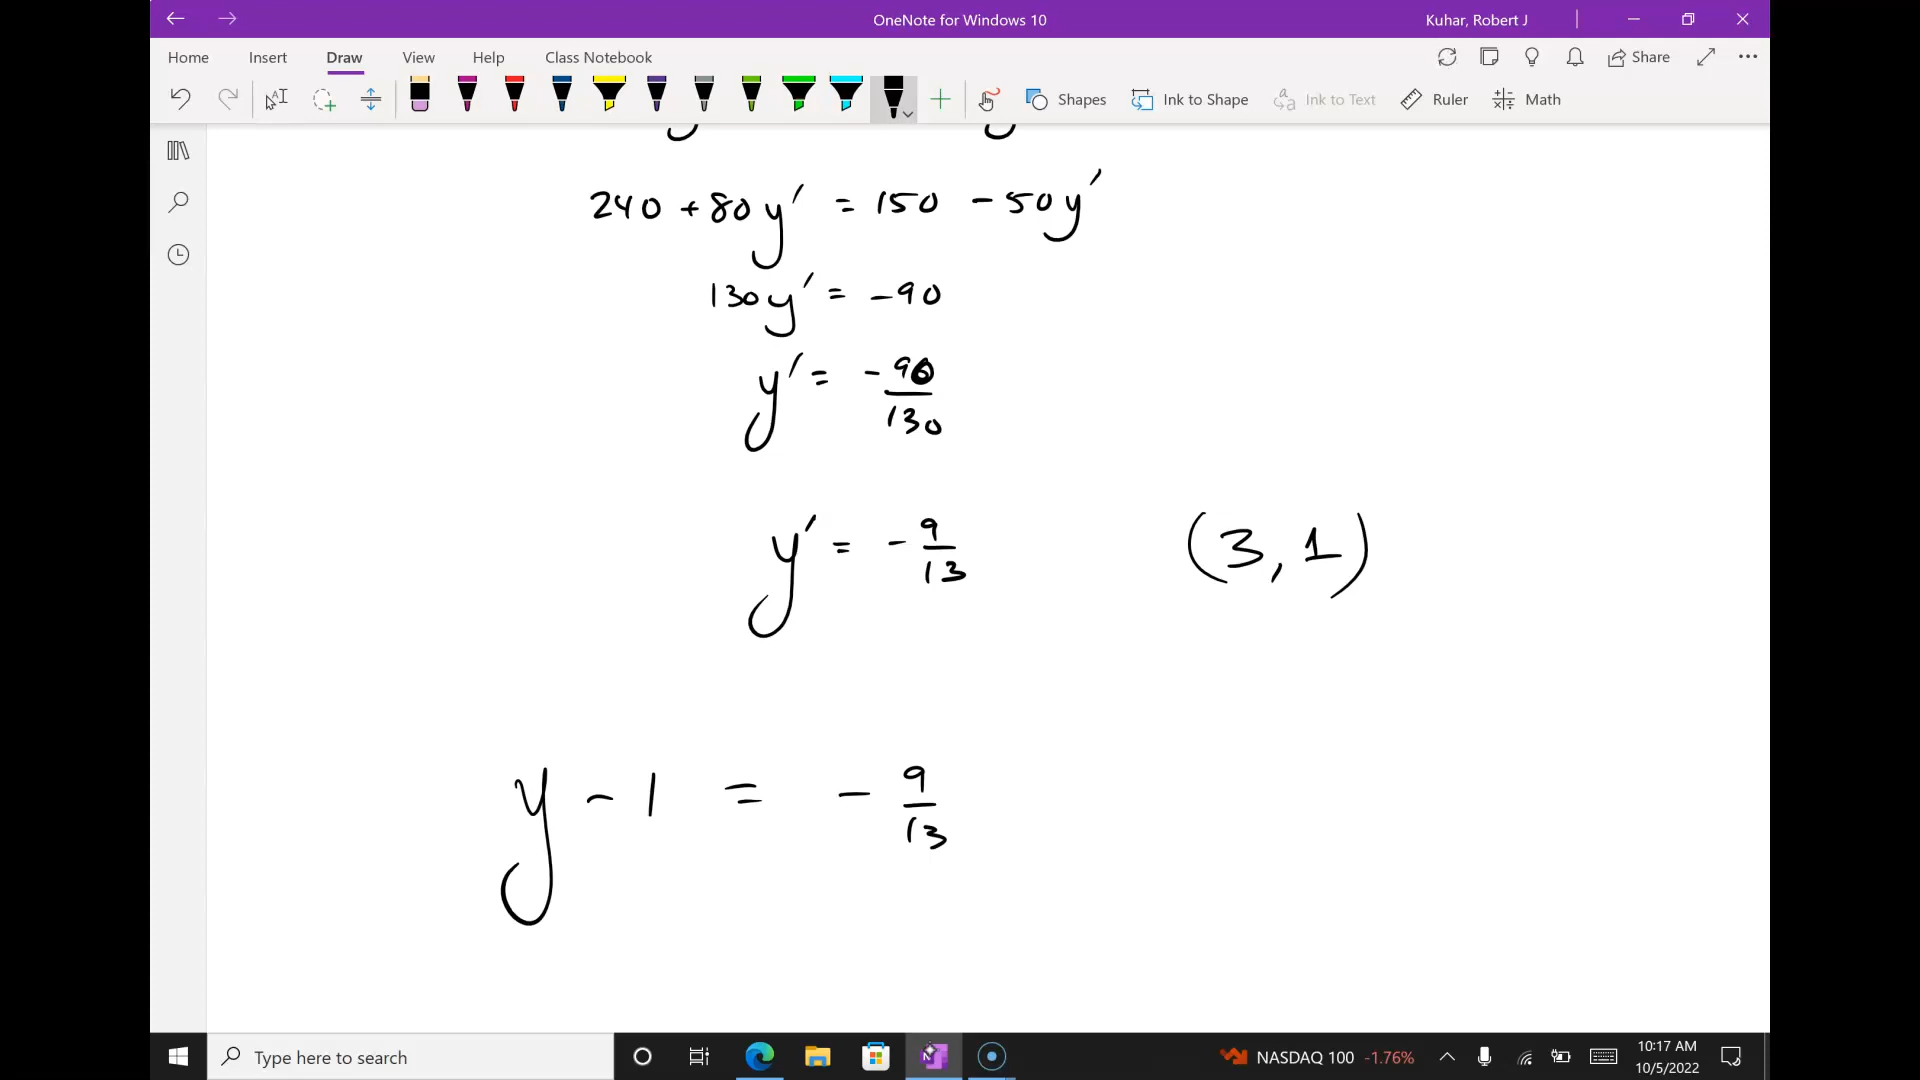 OneNote for Windows 10
Kuhar, Robert J
Home Insert Draw View Help Class Notebook
Share
Shapes Ink to Shape Ink to Text Ruler Math
240 + 80y' = 150 - 50y'
130y' = -90
y' = -90/130
y' = -9/13 (3, 1)
y - 1 = -9/13
Type here to search
NASDAQ 100 -1.76%
10:17 AM
10/5/2022